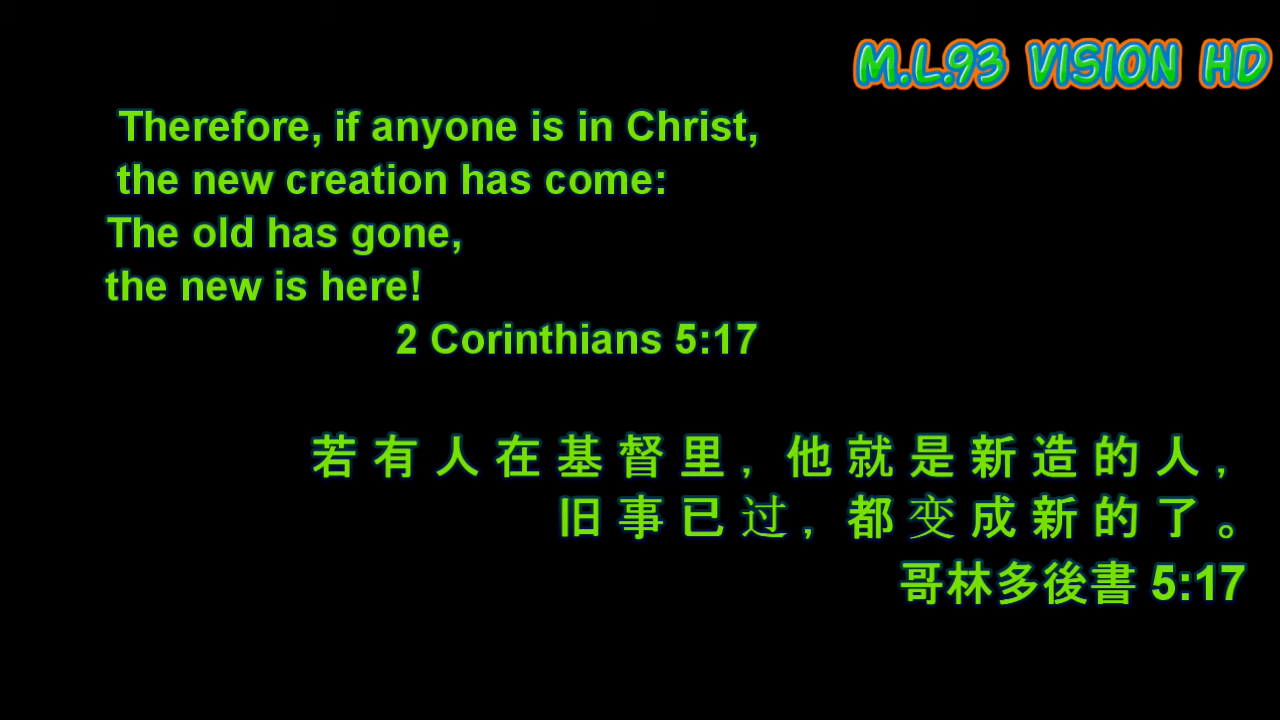 M.L.93 VISION HD
Therefore, if anyone is in Christ,
the new creation has come:
The old has gone,
the new is here!
2 Corinthians 5:17
若有人在基督里，他就是新造的人，
旧事已过，都变成新的了。
哥林多後書 5:17